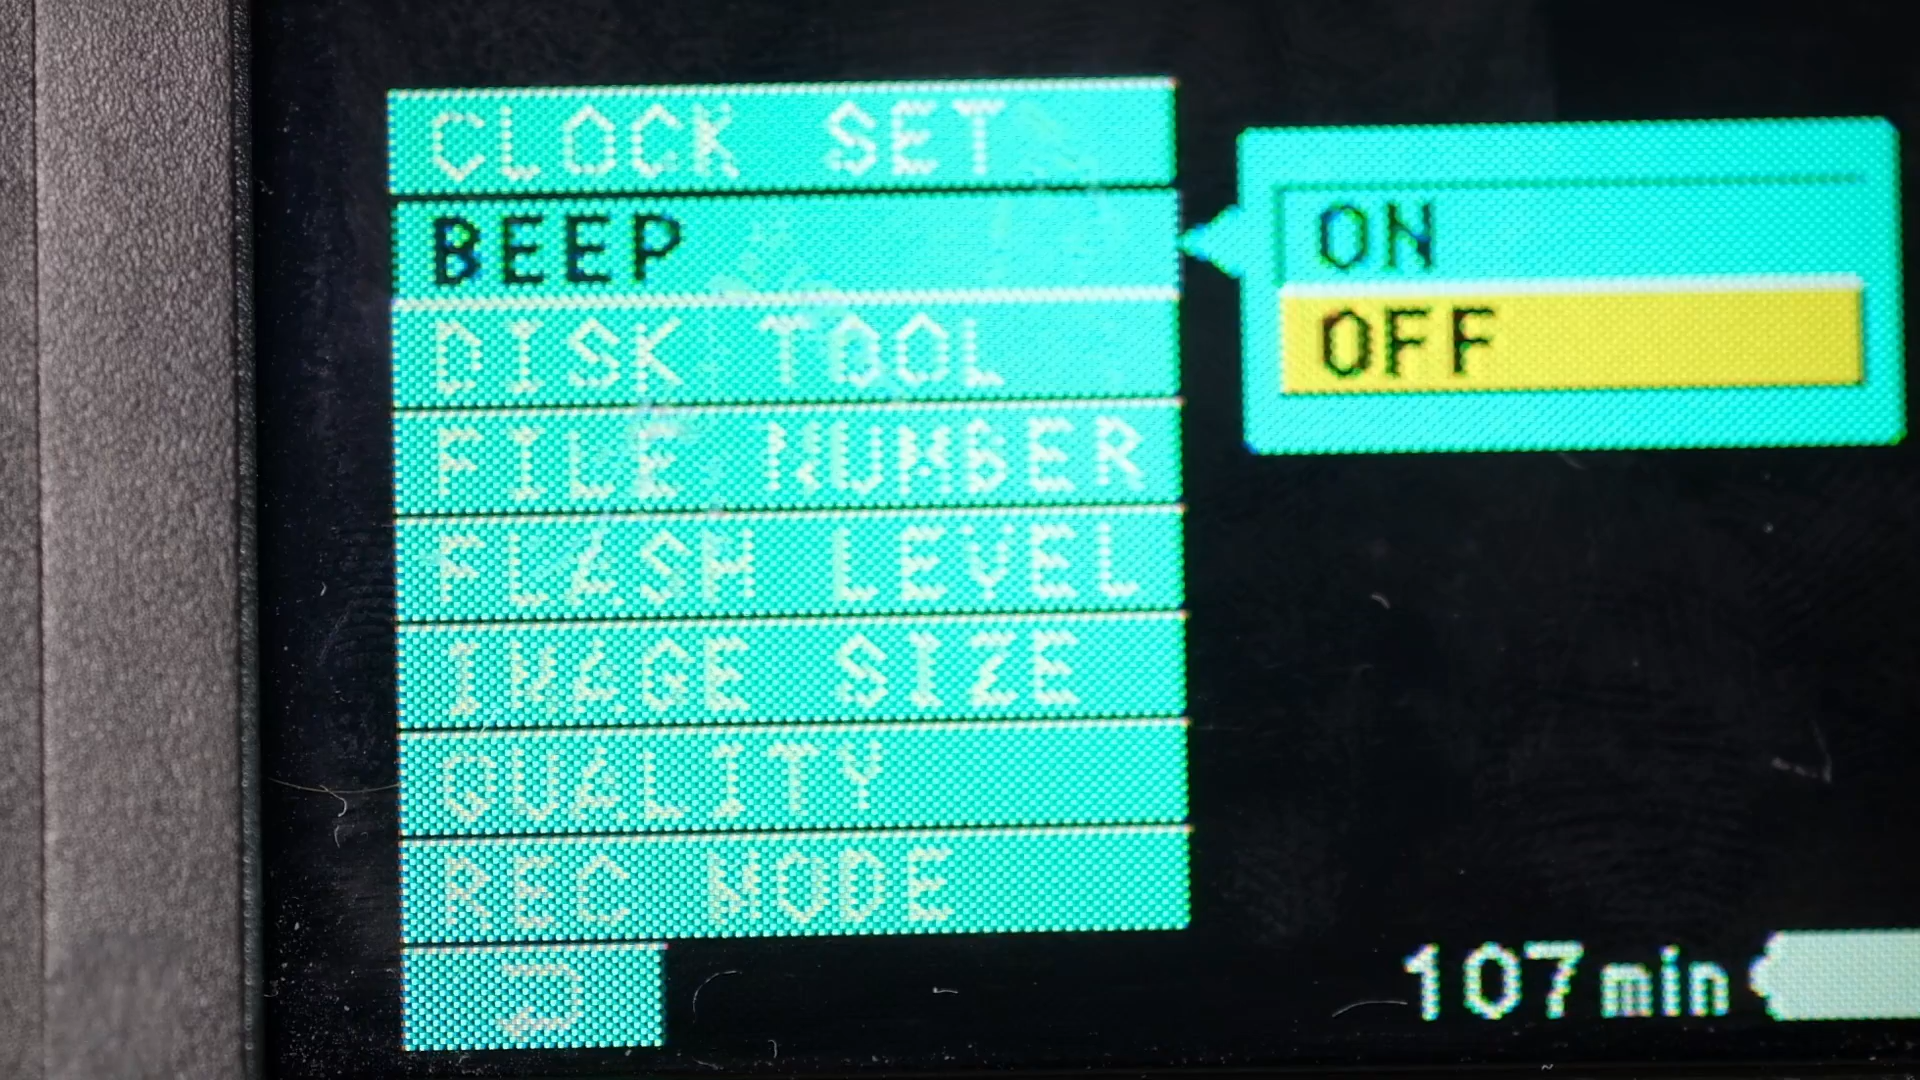 CLOCK SET
BEEP
ON
OFF
DISK TOOL
FILE NUMBER
FLASH LEVEL
IMAGE SIZE
QUALITY
REC MODE
107min